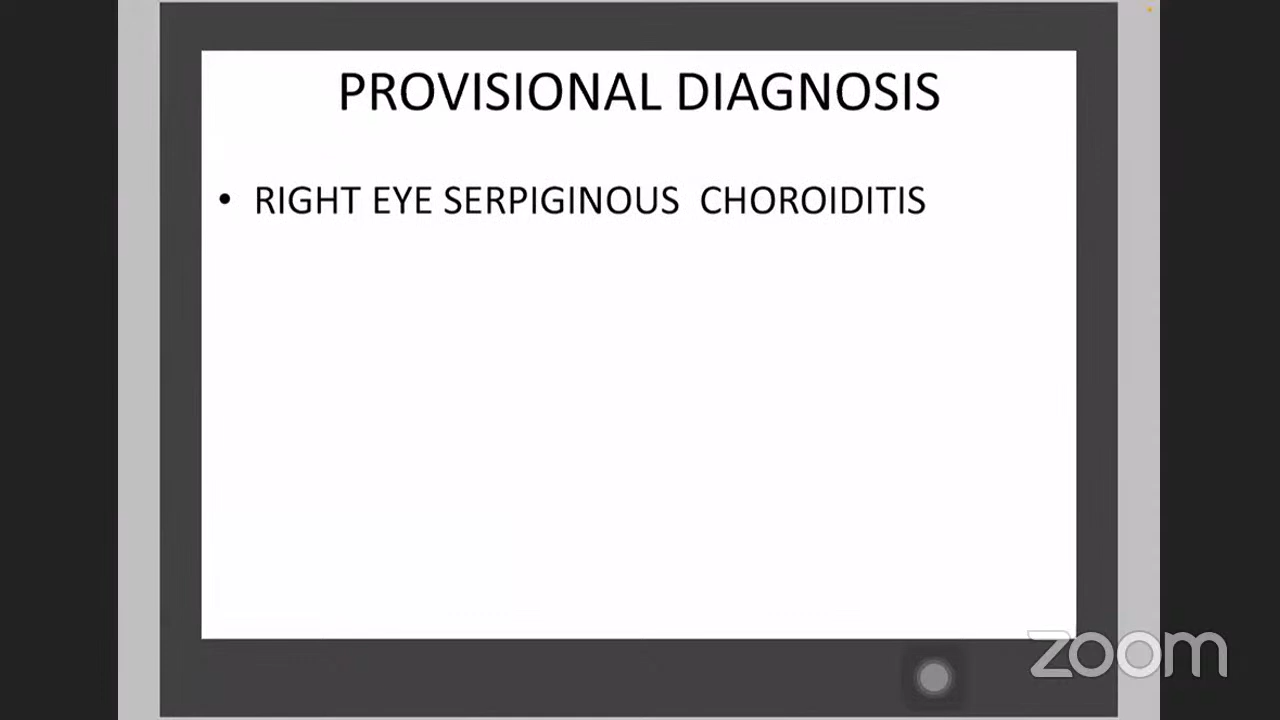 PROVISIONAL DIAGNOSIS
• RIGHT EYE SERPIGINOUS CHOROIDITIS
zoom